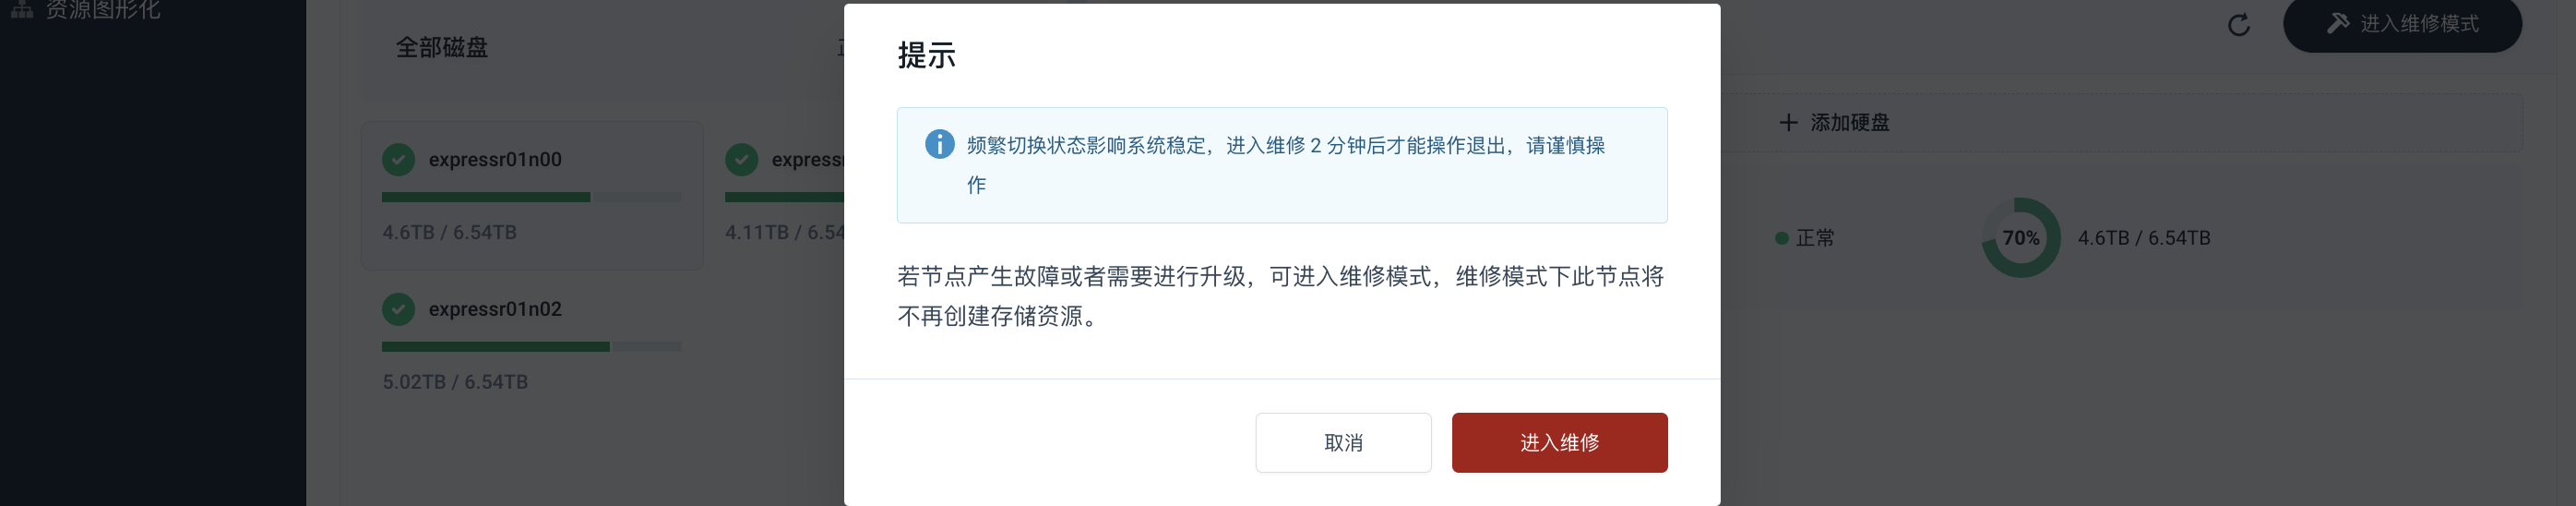 资源图形化
全部磁盘
expressr01n00
4.6TB / 6.54TB
express
4.11TB / 6.54
expressr01n02
5.02TB / 6.54TB
提示
频繁切换状态影响系统稳定，进入维修 2 分钟后才能操作退出，请谨慎操
作
若节点产生故障或者需要进行升级，可进入维修模式，维修模式下此节点将
不再创建存储资源。
取消
进入维修
进入维修模式
添加硬盘
正常
70%
4.6TB / 6.54TB